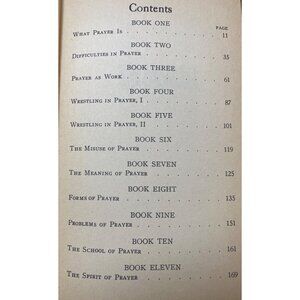 Contents
BOOK ONE
PAGE
What Prayer Is . . . . . . . . . . . 11
BOOK TWO
Difficulties in Prayer . . . . . . . . 35
BOOK THREE
Prayer as Work . . . . . . . . . . 61
BOOK FOUR
Wrestling in Prayer, I . . . . . . . . 87
BOOK FIVE
Wrestling in Prayer, II . . . . . . . 101
BOOK SIX
The Misuse of Prayer . . . . . . . . 119
BOOK SEVEN
The Meaning of Prayer . . . . . . . 125
BOOK EIGHT
Forms of Prayer . . . . . . . . . 135
BOOK NINE
Problems of Prayer . . . . . . . . 151
BOOK TEN
The School of Prayer . . . . . . . 161
BOOK ELEVEN
The Spirit of Prayer . . . . . . . 169